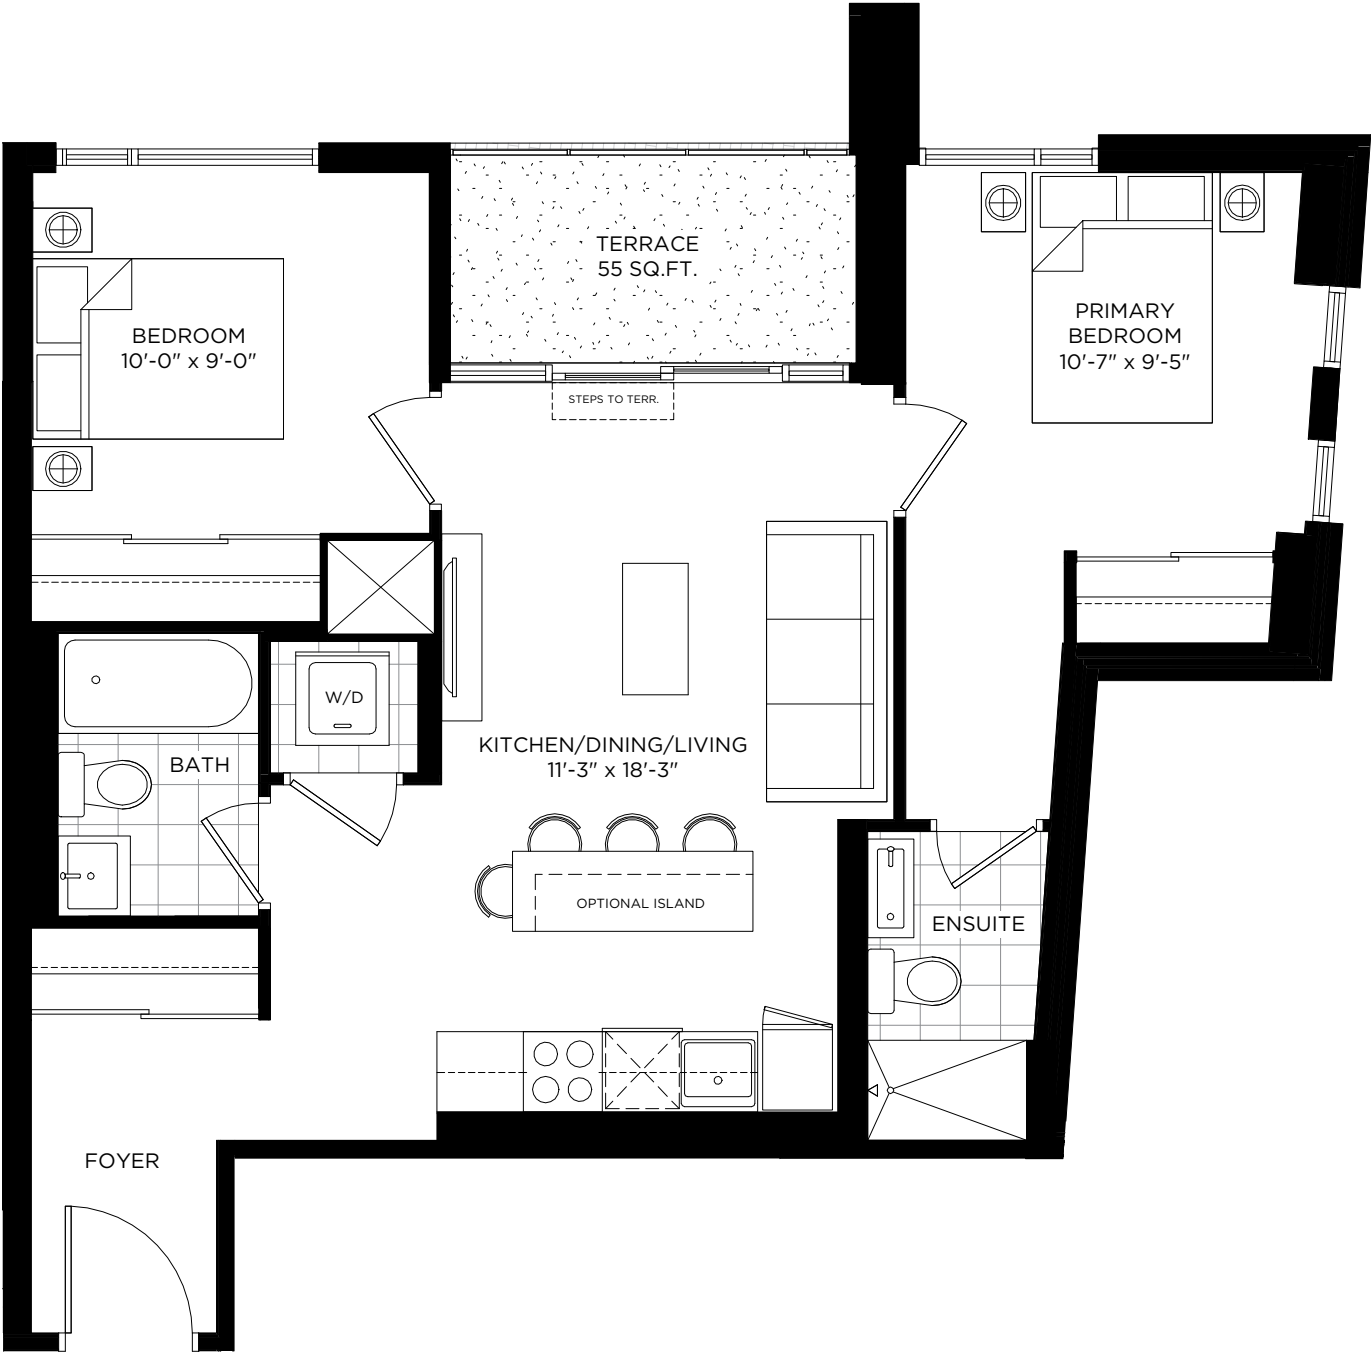 TERRACE
55 SQ.FT.
BEDROOM
10'-0" x 9'-0"
PRIMARY
BEDROOM
10'-7" x 9'-5"
STEPS TO TERR.
W/D
KITCHEN/DINING/LIVING
11'-3" x 18'-3"
BATH
OPTIONAL ISLAND
ENSUITE
FOYER